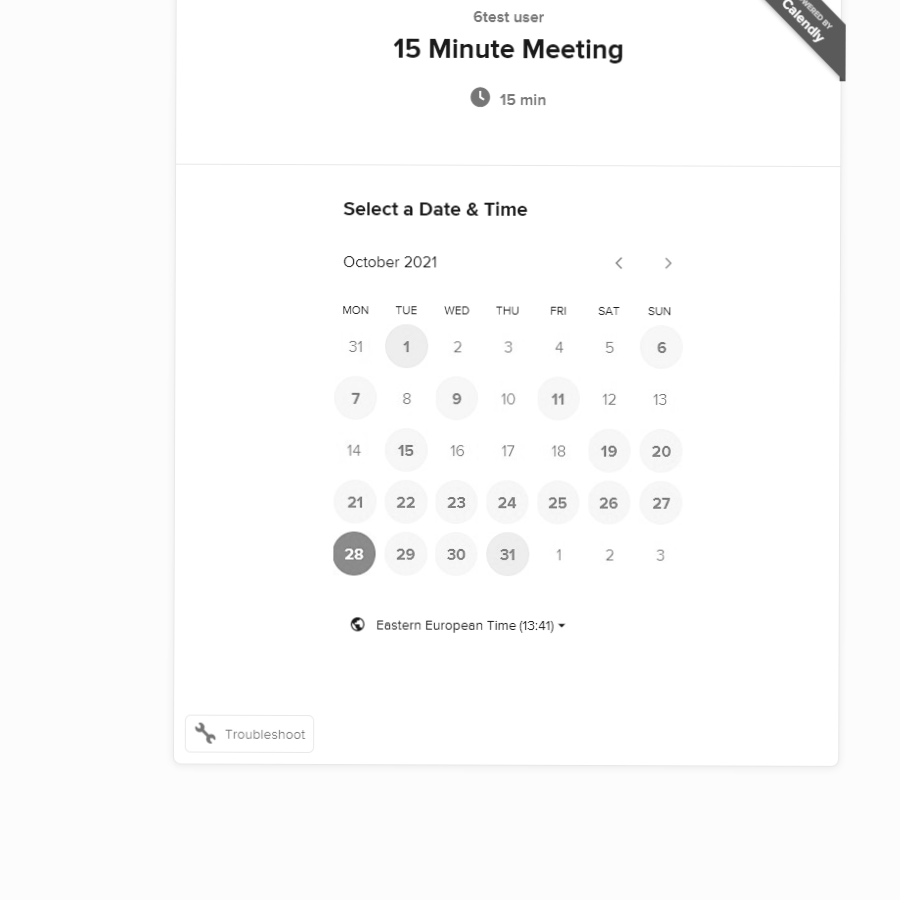 6test user
15 Minute Meeting
15 min
POWERED BY
Calendly
Select a Date & Time
October 2021
MON TUE WED THU FRI SAT SUN
31 1 2 3 4 5 6
7 8 9 10 11 12 13
14 15 16 17 18 19 20
21 22 23 24 25 26 27
28 29 30 31 1 2 3
Eastern European Time (13:41)
Troubleshoot